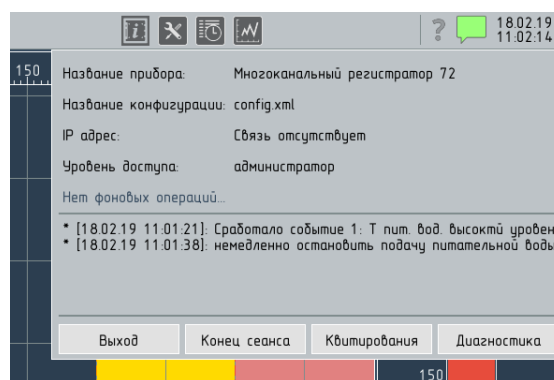 18.02.19
11:02:14
150
Название прибора: Многоканальный регистратор 72
Название конфигурации: config.xml
IP адрес: Связь отсутствует
Уровень доступа: администратор
Нет фоновых операций...
* [18.02.19 11:01:21]: Сработало событие 1: Т пит. вод. высоктй уровен
* [18.02.19 11:01:38]: немедленно остановить подачу питательной воды
Выход Конец сеанса Квитирования Диагностика
150